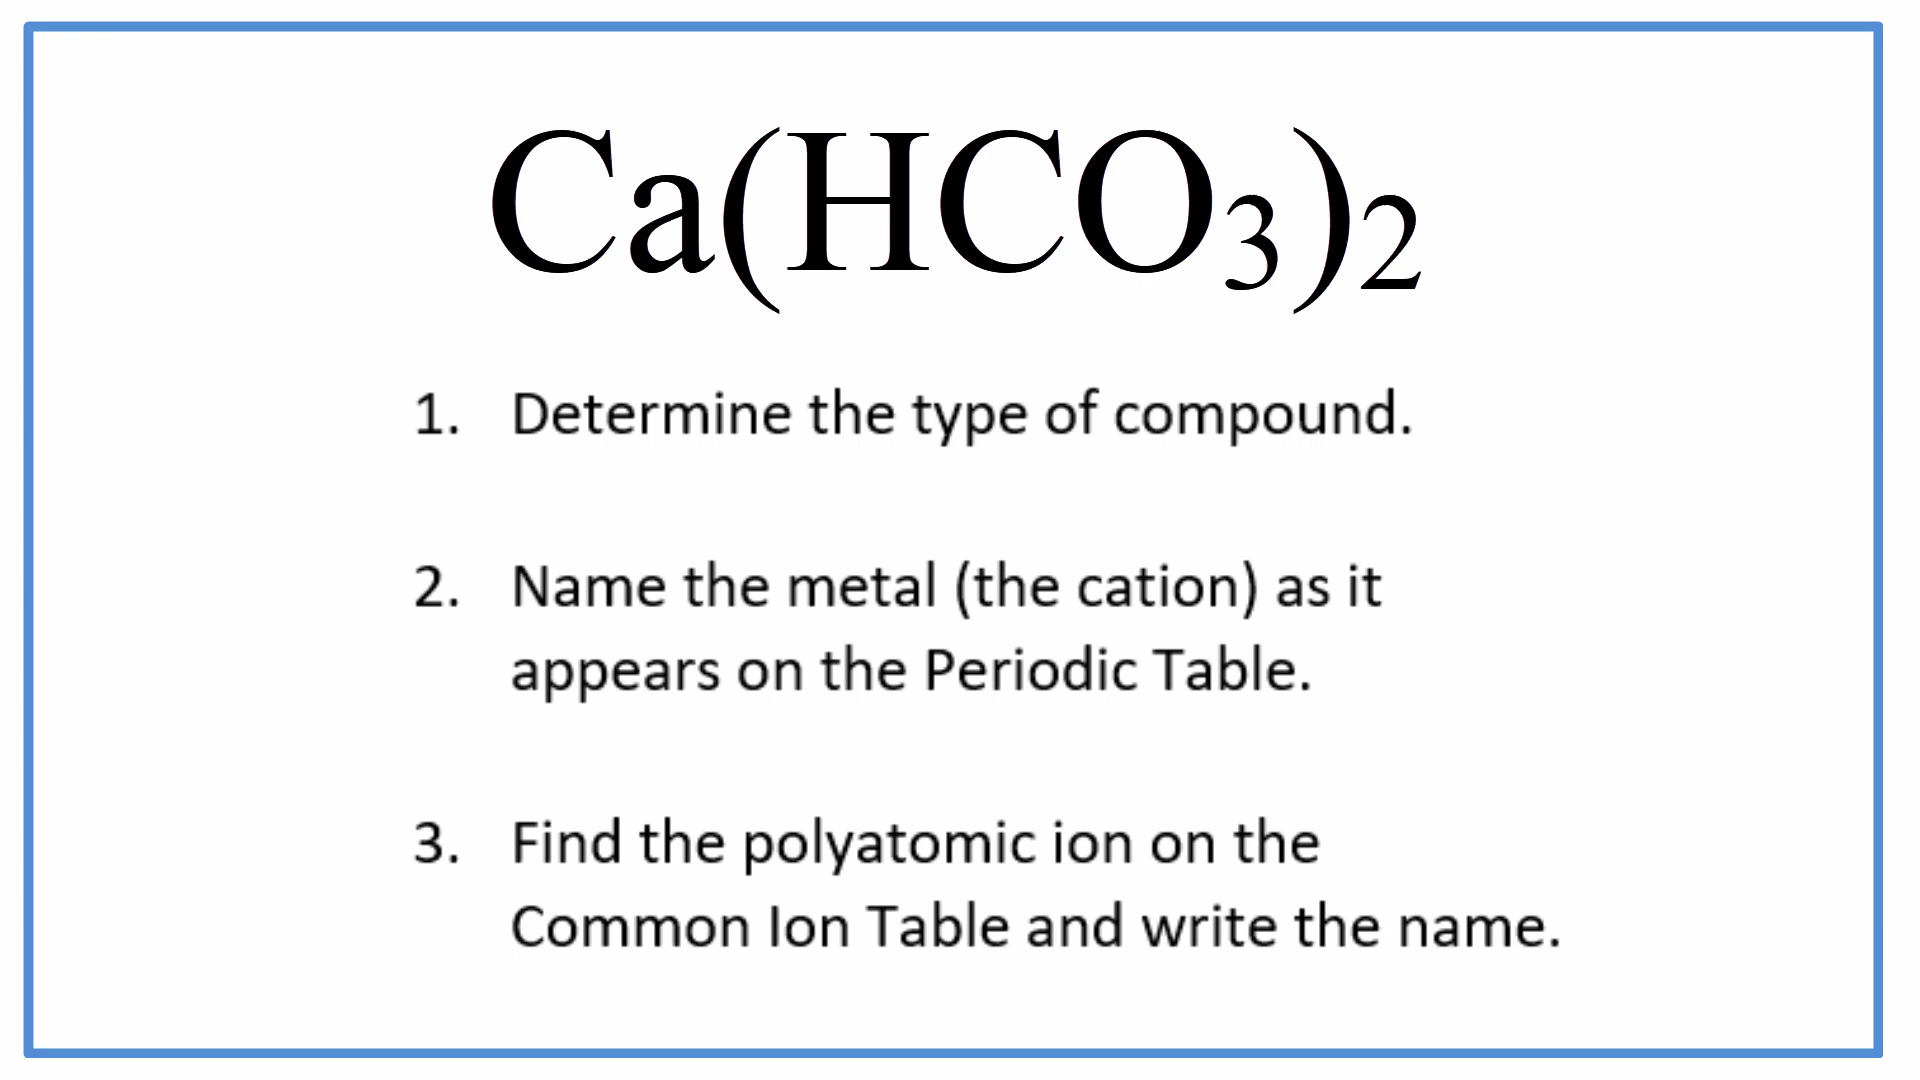 Ca(HCO₃)₂
1. Determine the type of compound.
2. Name the metal (the cation) as it
appears on the Periodic Table.
3. Find the polyatomic ion on the
Common Ion Table and write the name.